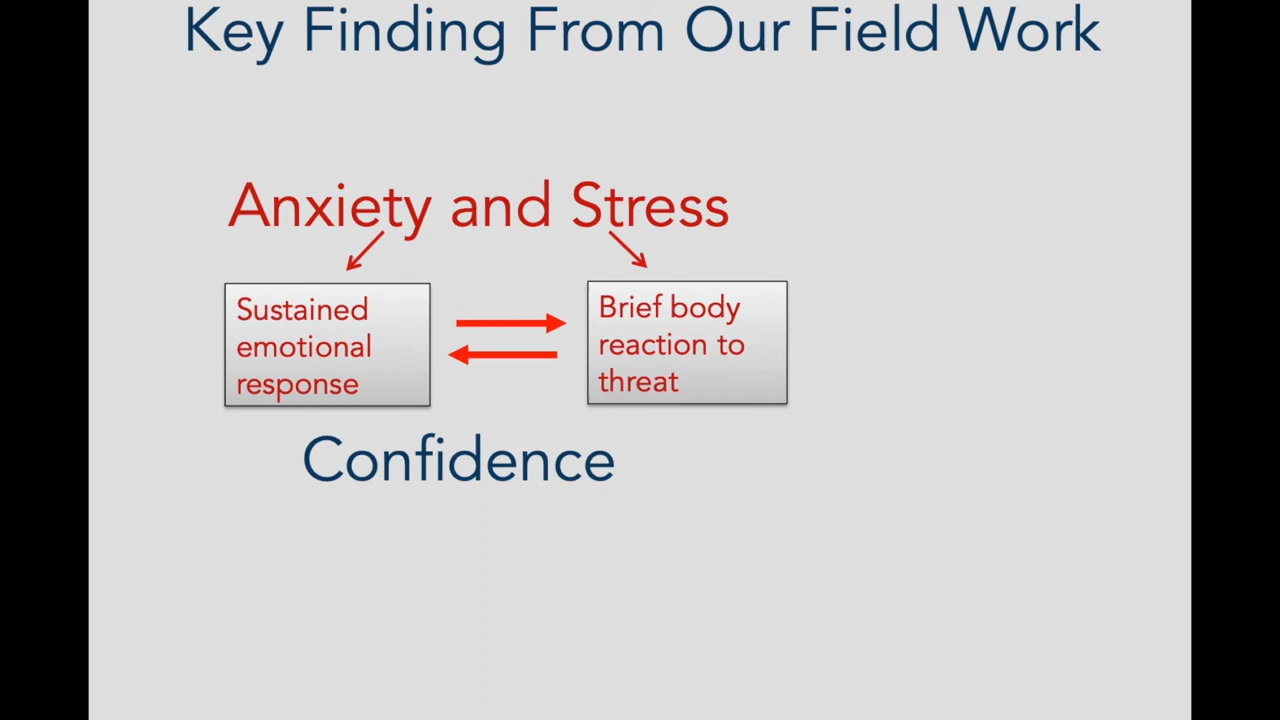 Key Finding From Our Field Work
Anxiety and Stress
Sustained
emotional
response
Brief body
reaction to
threat
Confidence